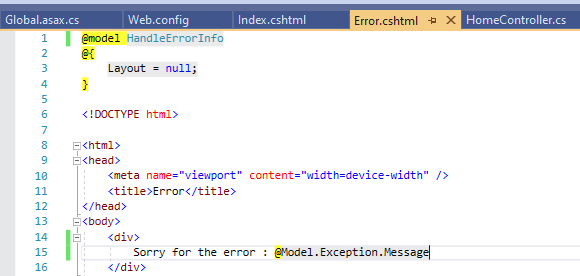 Global.asax.cs Web.config Index.cshtml Error.cshtml HomeController.cs
1 @model HandleErrorInfo
2 @{
3 Layout = null;
4 }
5
6 <!DOCTYPE html>
7
8 <html>
9 <head>
10 <meta name="viewport" content="width=device-width" />
11 <title>Error</title>
12 </head>
13 <body>
14 <div>
15 Sorry for the error : @Model.Exception.Message
16 </div>